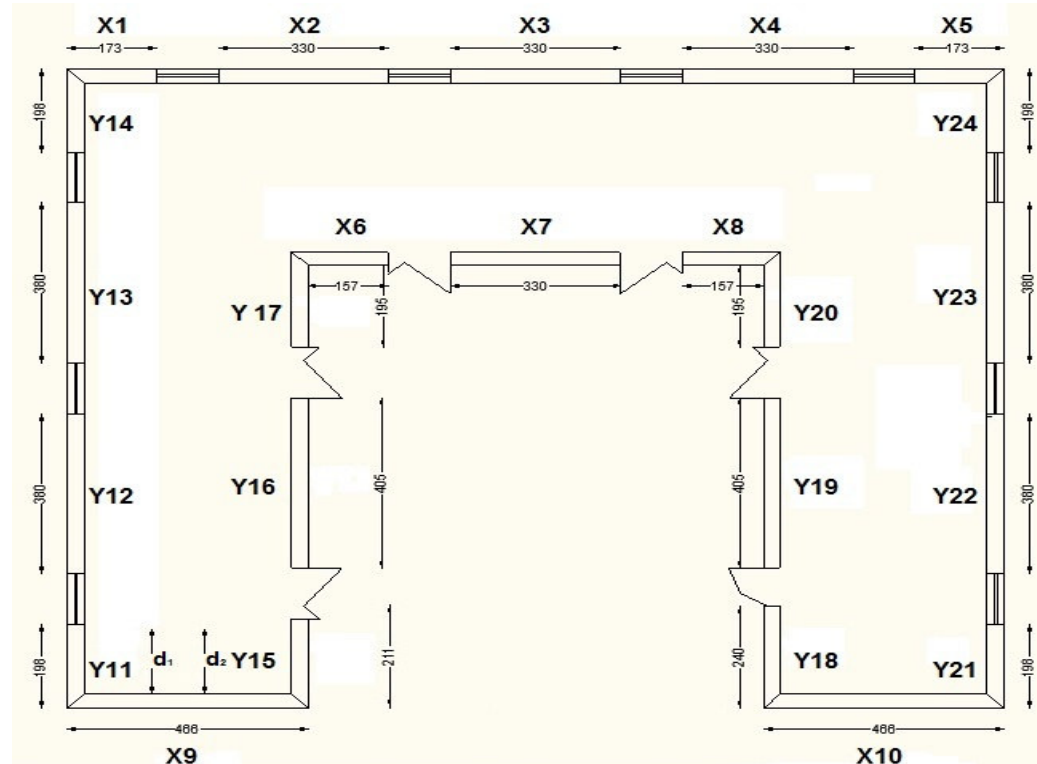 X1 X2 X3 X4 X5
173 330 330 330 173
198 198
Y14 Y24
X6 X7 X8
157 330 157
380 195 195 380
Y13 Y 17 Y20 Y23
405 405
380 380
Y12 Y16 Y19 Y22
198 d₁ d₂ 211 240 198
Y11 Y15 Y18 Y21
466 466
X9 X10